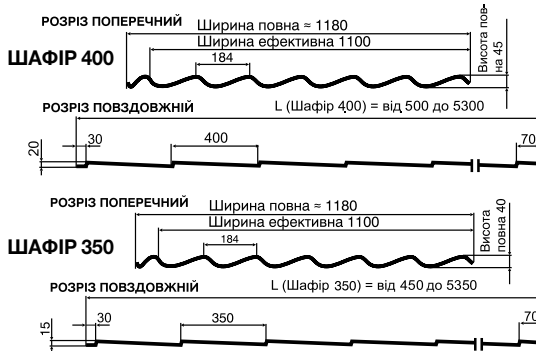 РОЗРІЗ ПОПЕРЕЧНИЙ
Ширина повна ≈ 1180
Ширина ефективна 1100
ШАФІР 400
184
Висота пов-
на 45
РОЗРІЗ ПОВЗДОВЖНІЙ
L (Шафір 400) = від 500 до 5300
20
30
400
70
РОЗРІЗ ПОПЕРЕЧНИЙ
Ширина повна ≈ 1180
Ширина ефективна 1100
ШАФІР 350
184
Висота
повна 40
РОЗРІЗ ПОВЗДОВЖНІЙ
L (Шафір 350) = від 450 до 5350
15
30
350
70